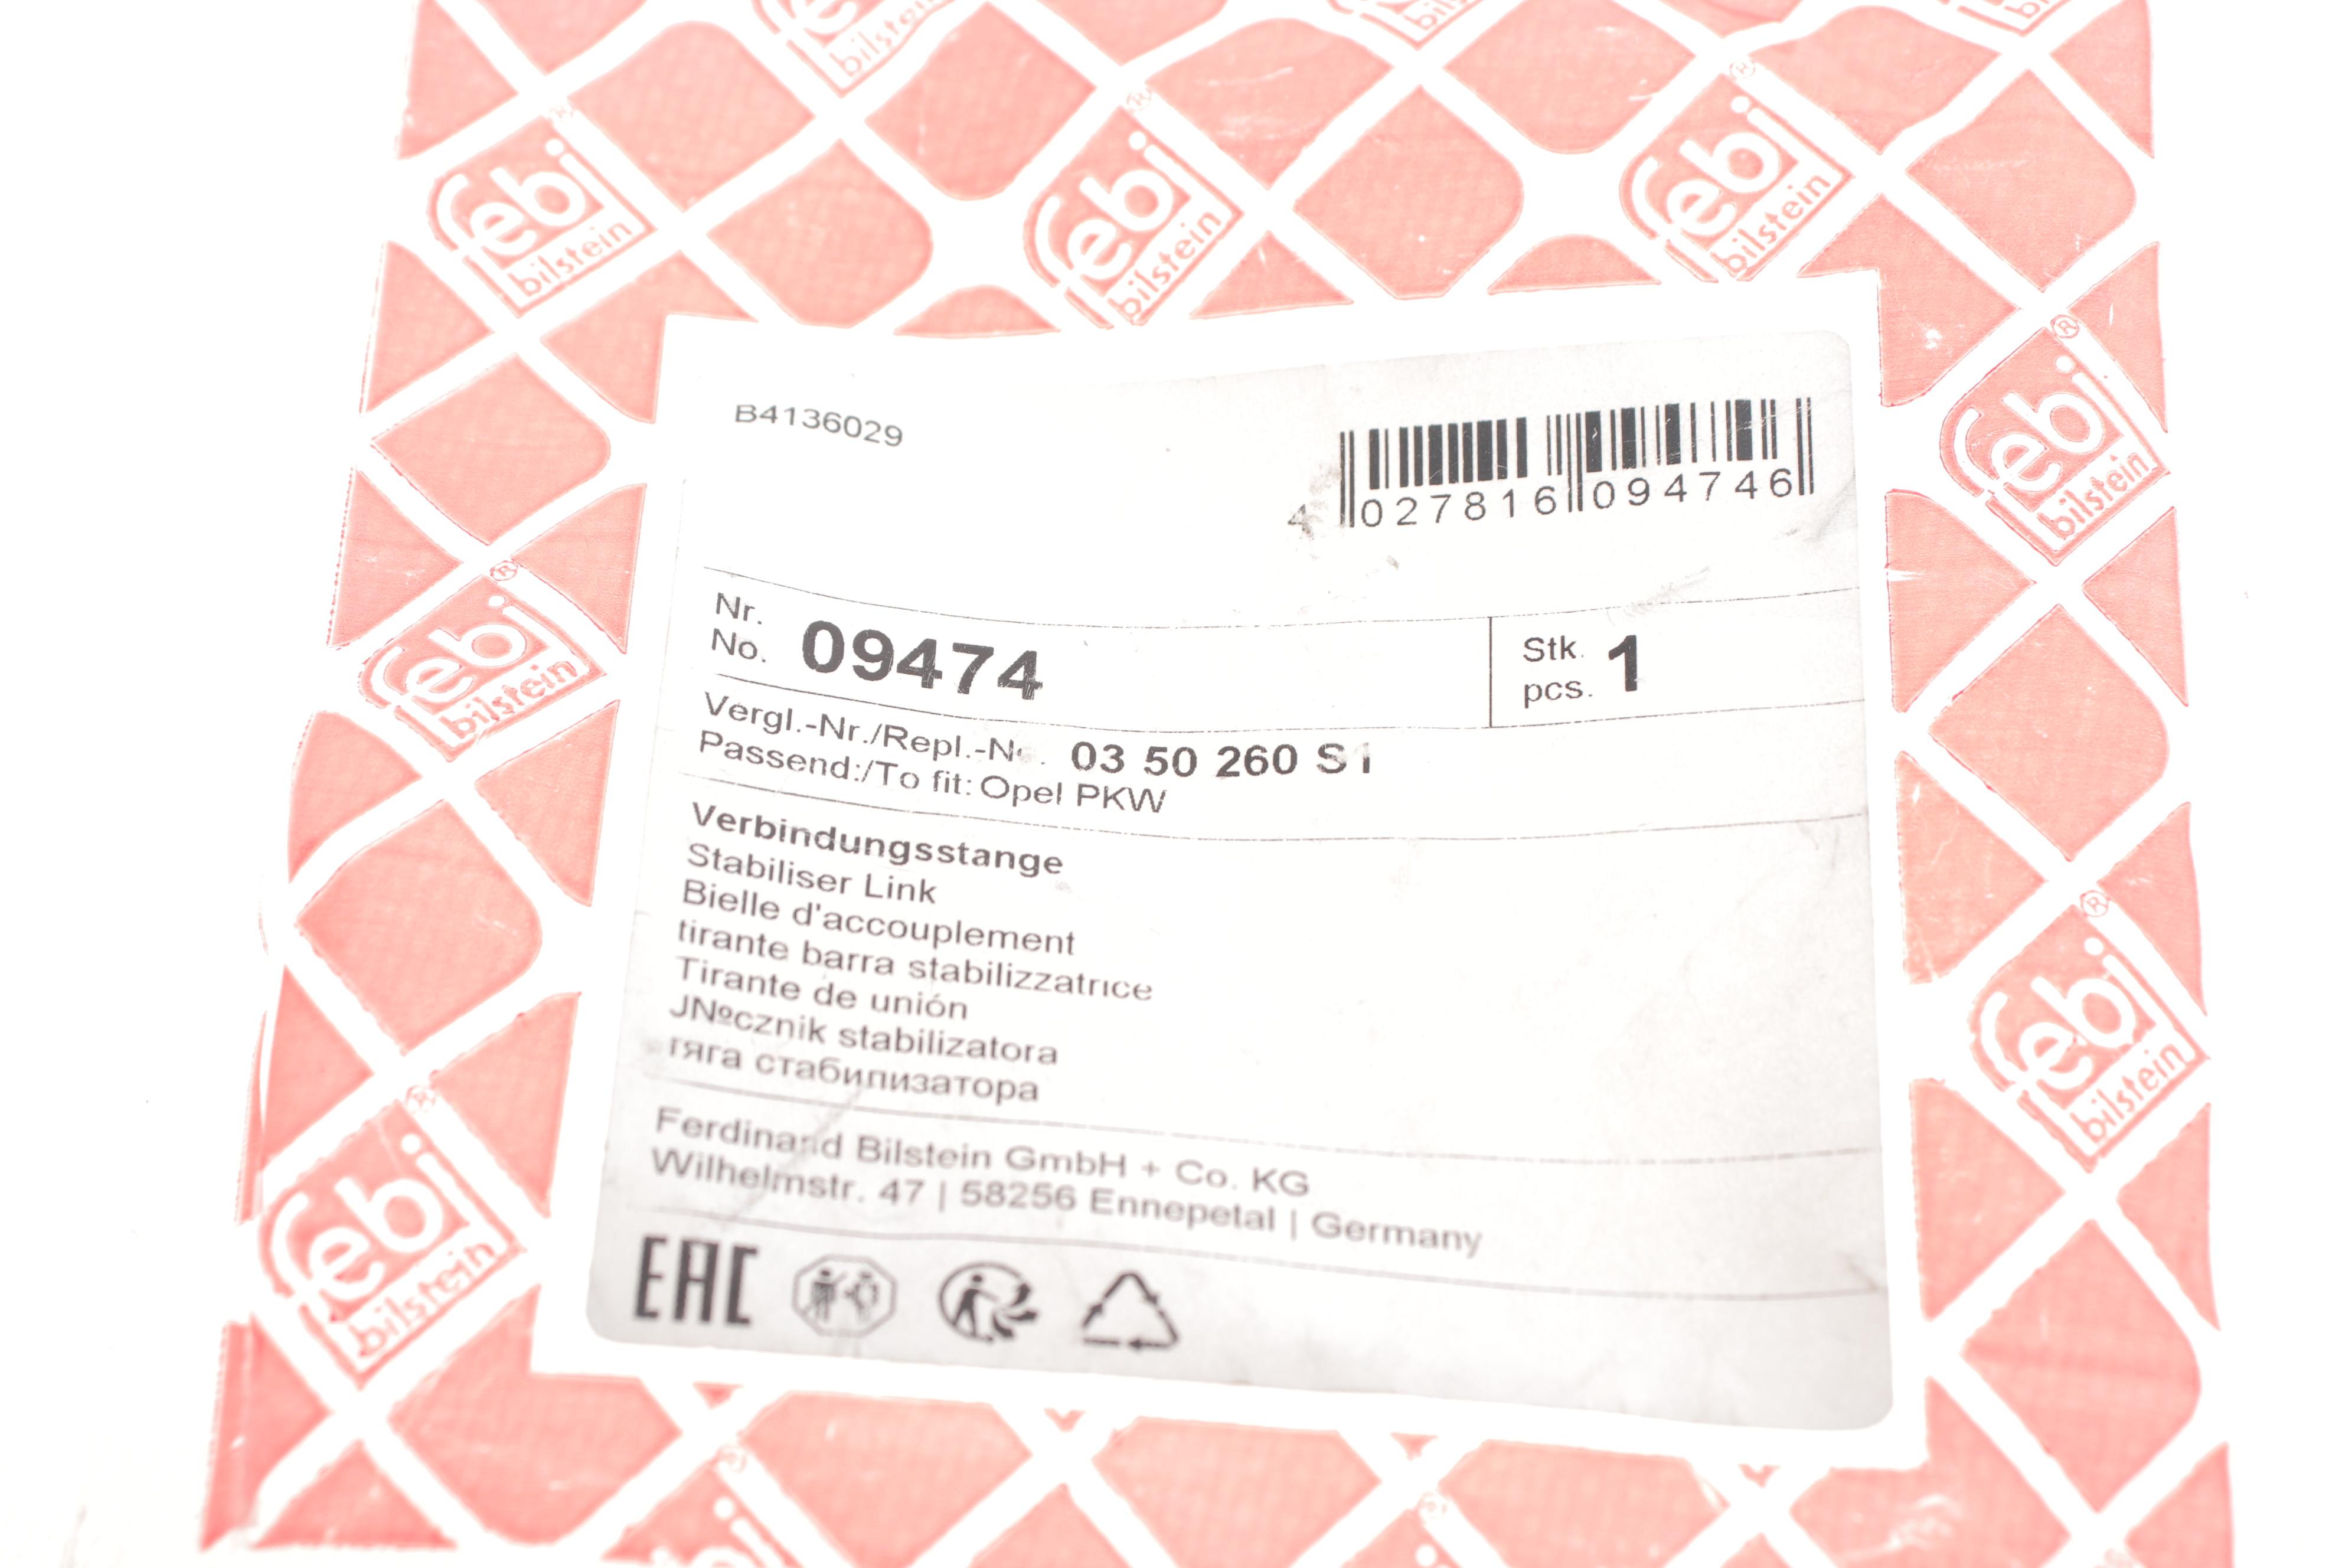 febi
bilstein
B4136029
4 027816 094746
Nr.
No. 09474
Stk.
pcs. 1
Vergl.-Nr./Repl.-No. 03 50 260 S1
Passend:/To fit: Opel PKW
Verbindungsstange
Stabiliser Link
Bielle d'accouplement
tirante barra stabilizzatrice
Tirante de unión
JNºcznik stabilizatora
тяга стабилизатора
Ferdinand Bilstein GmbH + Co. KG
Wilhelmstr. 47 | 58256 Ennepetal | Germany
EAC